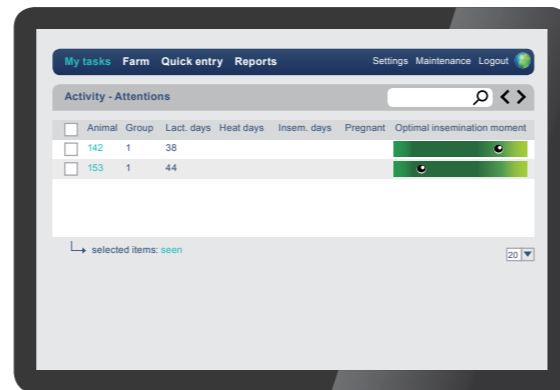 My tasks Farm Quick entry Reports Settings Maintenance Logout
Activity - Attentions
Animal Group Lact. days Heat days Insem. days Pregnant Optimal insemination moment
142 1 38
153 1 44
selected items: seen
20